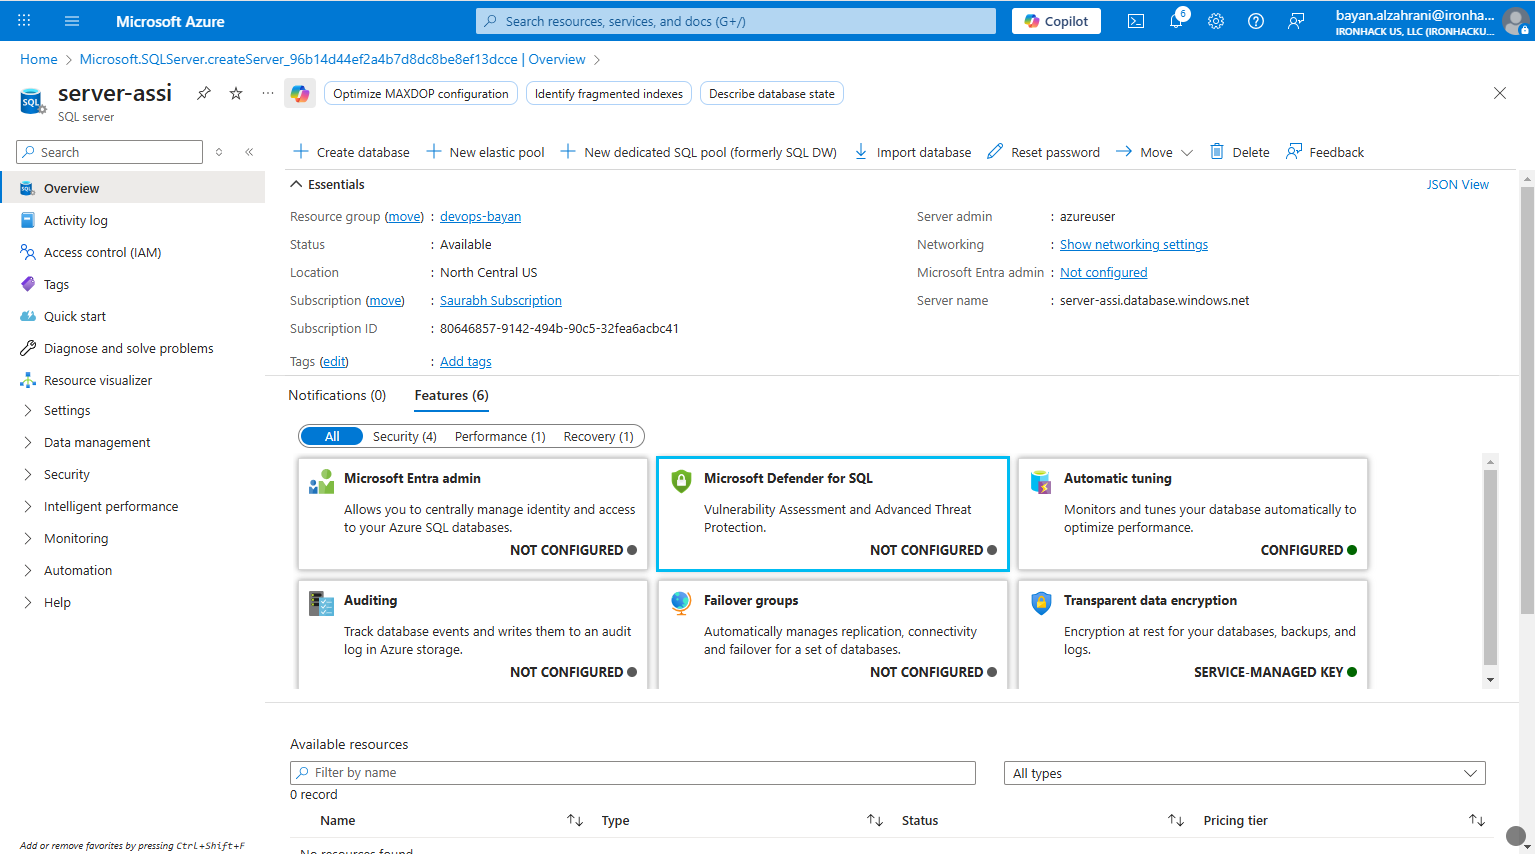 Microsoft Azure
Search resources, services, and docs (G+/)
Copilot
6
bayan.alzahrani@ironha...
IRONHACK US, LLC (IRONHACKU...
Home > Microsoft.SQLServer.createServer_96b14d44ef2a4b7d8dc8be8ef13dcce | Overview >
server-assi
SQL server
Optimize MAXDOP configuration
Identify fragmented indexes
Describe database state
Search
Create database
New elastic pool
New dedicated SQL pool (formerly SQL DW)
Import database
Reset password
Move
Delete
Feedback
Overview
Activity log
Access control (IAM)
Tags
Quick start
Diagnose and solve problems
Resource visualizer
Settings
Data management
Security
Intelligent performance
Monitoring
Automation
Help
Add or remove favorites by pressing Ctrl+Shift+F
Essentials
JSON View
Resource group (move) : devops-bayan
Status : Available
Location : North Central US
Subscription (move) : Saurabh Subscription
Subscription ID : 80646857-9142-494b-90c5-32fea6acbc41
Tags (edit) : Add tags
Server admin : azureuser
Networking : Show networking settings
Microsoft Entra admin : Not configured
Server name : server-assi.database.windows.net
Notifications (0)
Features (6)
All
Security (4)
Performance (1)
Recovery (1)
Microsoft Entra admin
Allows you to centrally manage identity and access
to your Azure SQL databases.
NOT CONFIGURED
Microsoft Defender for SQL
Vulnerability Assessment and Advanced Threat
Protection.
NOT CONFIGURED
Automatic tuning
Monitors and tunes your database automatically to
optimize performance.
CONFIGURED
Auditing
Track database events and writes them to an audit
log in Azure storage.
NOT CONFIGURED
Failover groups
Automatically manages replication, connectivity
and failover for a set of databases.
NOT CONFIGURED
Transparent data encryption
Encryption at rest for your databases, backups, and
logs.
SERVICE-MANAGED KEY
Available resources
Filter by name
All types
0 record
Name
Type
Status
Pricing tier
No resources found